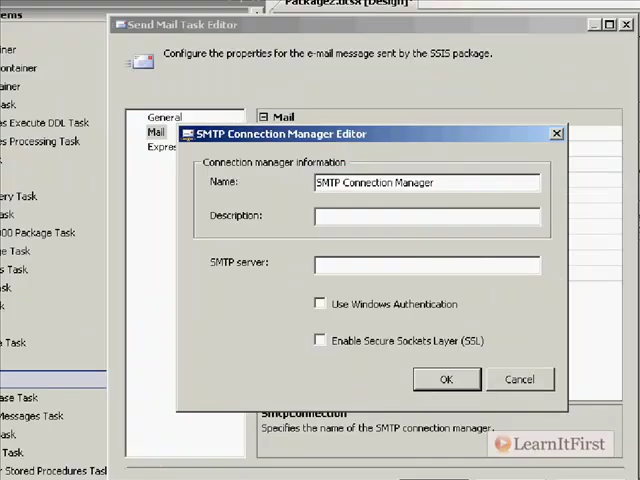 Package2.dtsx [Design]
ems
Send Mail Task Editor
Configure the properties for the e-mail message sent by the SSIS package.
iner
ontainer
ainer
ask
s Execute DDL Task
s Processing Task
ery Task
ask
000 Package Task
ge Task
s Task
sk
e Task
ase Task
Messages Task
sk
Task
r Stored Procedures Task
General
Mail
Expres
Mail
SMTP Connection Manager Editor
Connection manager information
Name:
SMTP Connection Manager
Description:
SMTP server:
Use Windows Authentication
Enable Secure Sockets Layer (SSL)
OK
Cancel
SmtpConnection
Specifies the name of the SMTP connection manager.
LearnItFirst